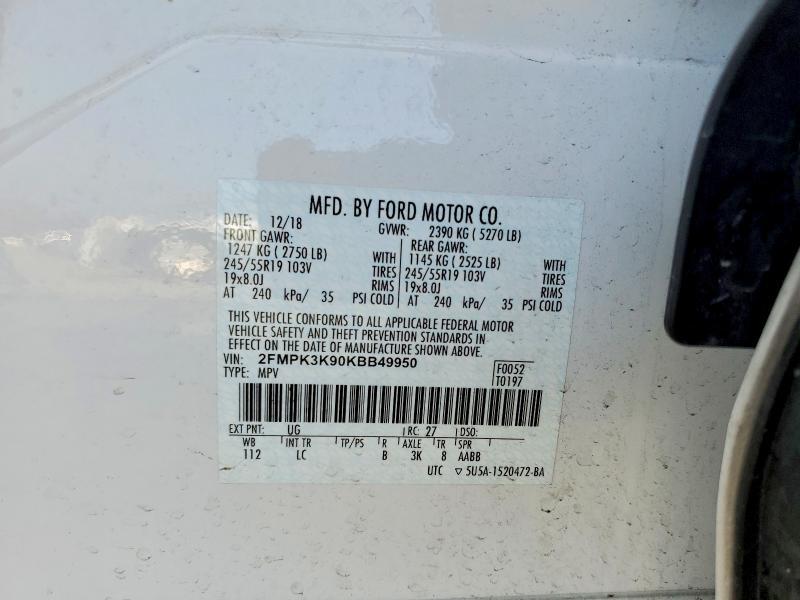 MFD. BY FORD MOTOR CO.
DATE: 12/18 GVWR: 2390 KG ( 5270 LB)
FRONT GAWR: REAR GAWR:
1247 KG ( 2750 LB) WITH 1145 KG ( 2525 LB) WITH
245/55R19 103V TIRES 245/55R19 103V TIRES
19x8.0J RIMS 19x8.0J RIMS
AT 240 kPa/ 35 PSI COLD AT 240 kPa/ 35 PSI COLD
THIS VEHICLE CONFORMS TO ALL APPLICABLE FEDERAL MOTOR
VEHICLE SAFETY AND THEFT PREVENTION STANDARDS IN
EFFECT ON THE DATE OF MANUFACTURE SHOWN ABOVE.
VIN: 2FMPK3K90KBB49950 F0052
TYPE: MPV T0197
EXT PNT: UG RC: 27 DSO:
WB INT TR TP/PS R AXLE TR SPR
112 LC B 3K 8 AABB
UTC ▽ 5U5A-1520472-BA